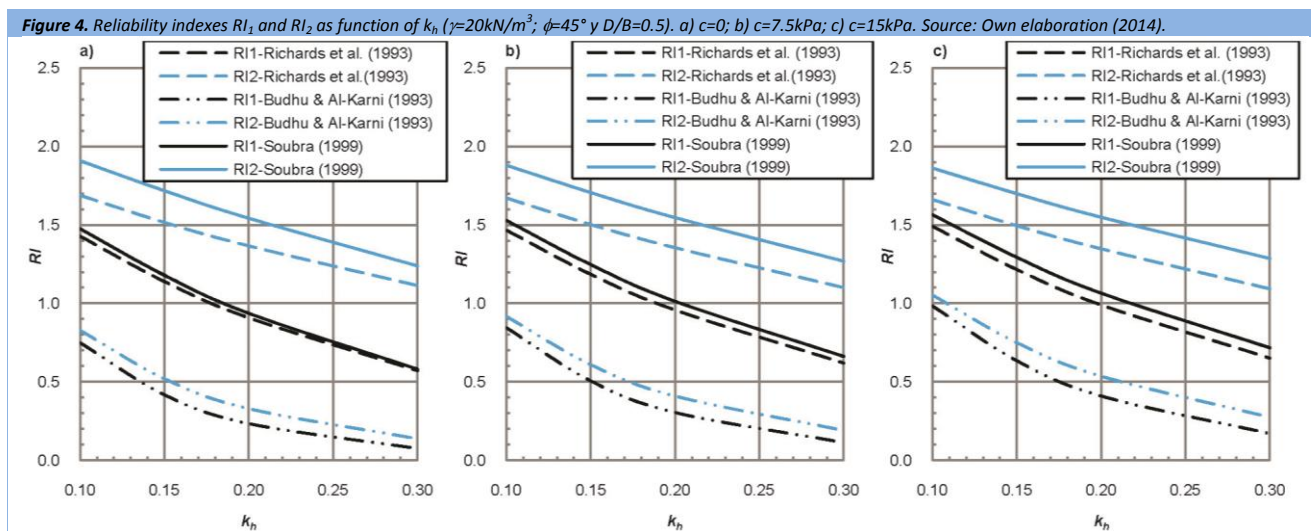 Figure 4. Reliability indexes RI1 and RI2 as function of kh (γ=20kN/m3; ϕ=45° y D/B=0.5). a) c=0; b) c=7.5kPa; c) c=15kPa. Source: Own elaboration (2014).
a)
RI1-Richards et al. (1993)
RI2-Richards et al.(1993)
RI1-Budhu & Al-Karni (1993)
RI2-Budhu & Al-Karni (1993)
RI1-Soubra (1999)
RI2-Soubra (1999)
2.5
2.0
1.5
1.0
0.5
0.0
RI
0.10 0.15 0.20 0.25 0.30
kh
b)
RI1-Richards et al. (1993)
RI2-Richards et al.(1993)
RI1-Budhu & Al-Karni (1993)
RI2-Budhu & Al-Karni (1993)
RI1-Soubra (1999)
RI2-Soubra (1999)
2.5
2.0
1.5
1.0
0.5
0.0
RI
0.10 0.15 0.20 0.25 0.30
kh
c)
RI1-Richards et al. (1993)
RI2-Richards et al.(1993)
RI1-Budhu & Al-Karni (1993)
RI2-Budhu & Al-Karni (1993)
RI1-Soubra (1999)
RI2-Soubra (1999)
2.5
2.0
1.5
1.0
0.5
0.0
RI
0.10 0.15 0.20 0.25 0.30
kh